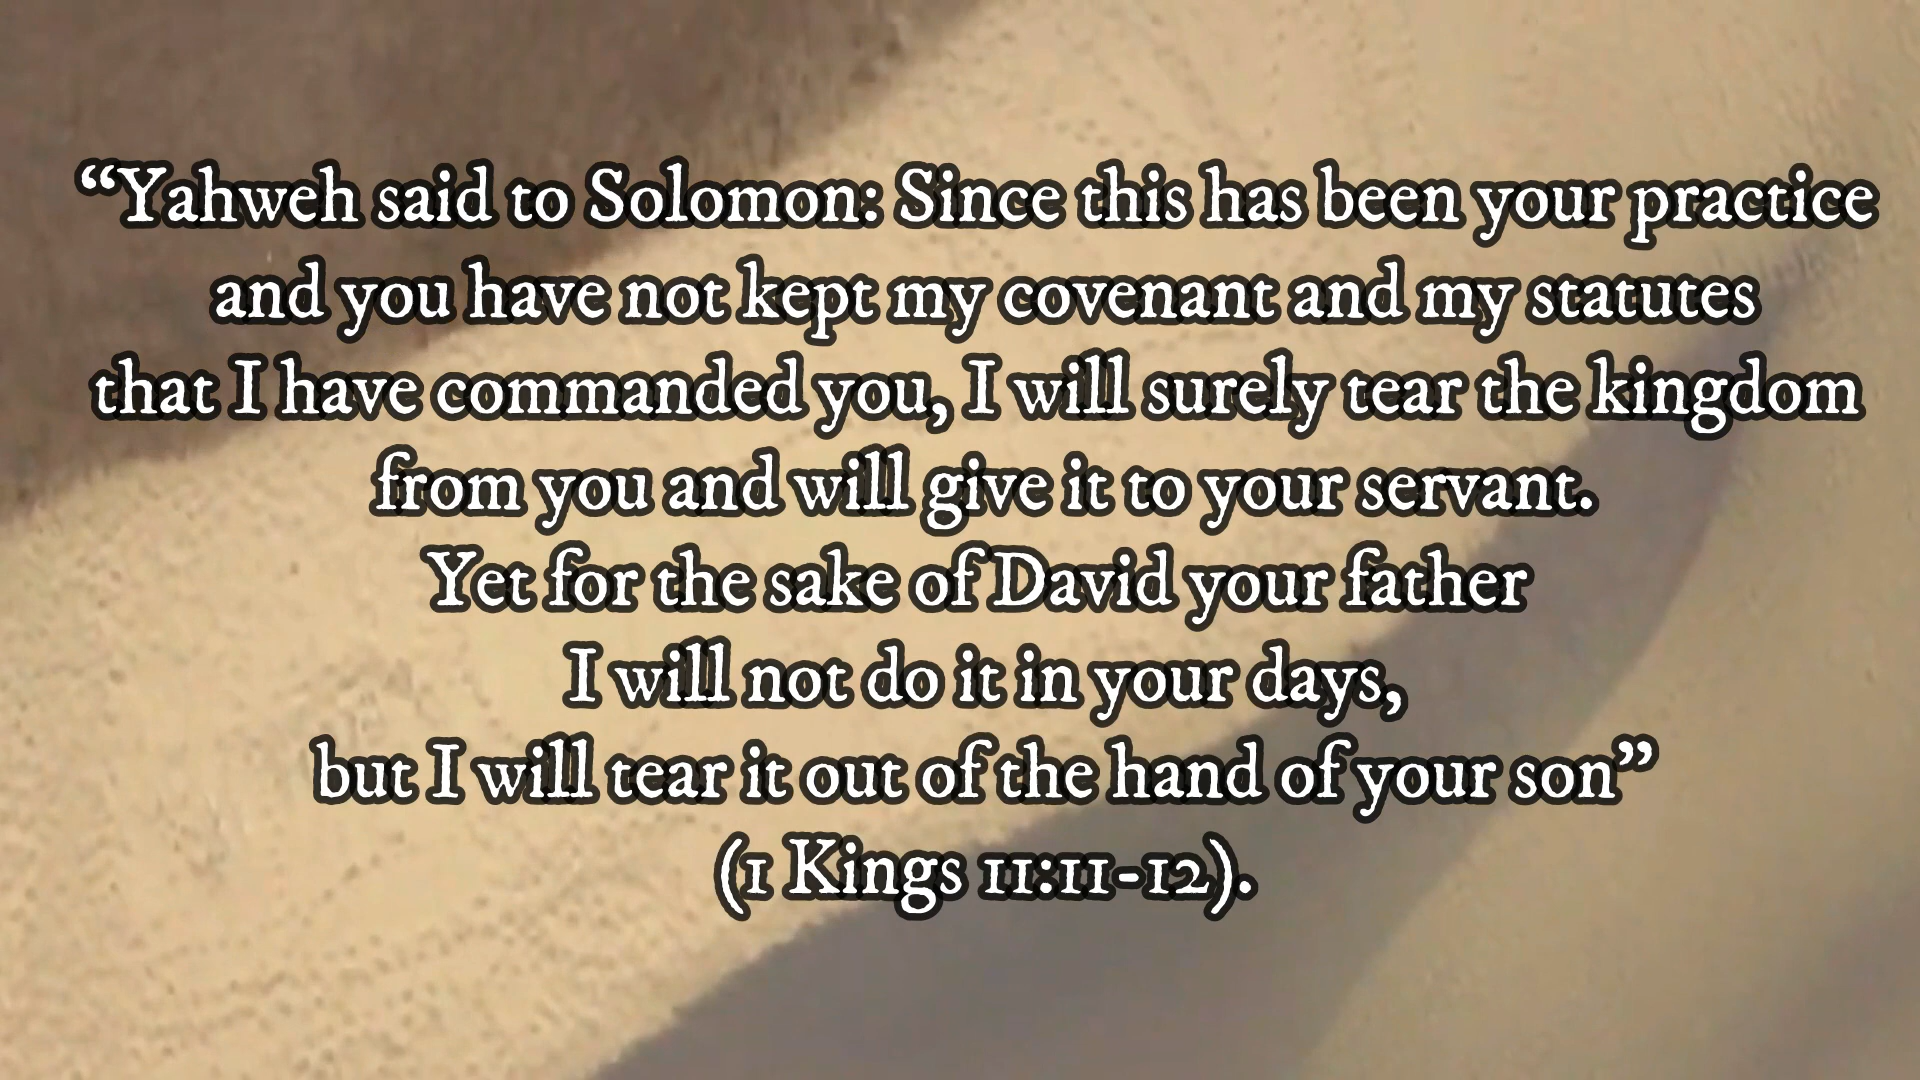 “Yahweh said to Solomon: Since this has been your practice
and you have not kept my covenant and my statutes
that I have commanded you, I will surely tear the kingdom
from you and will give it to your servant.
Yet for the sake of David your father
I will not do it in your days,
but I will tear it out of the hand of your son”
(1 Kings 11:11-12).